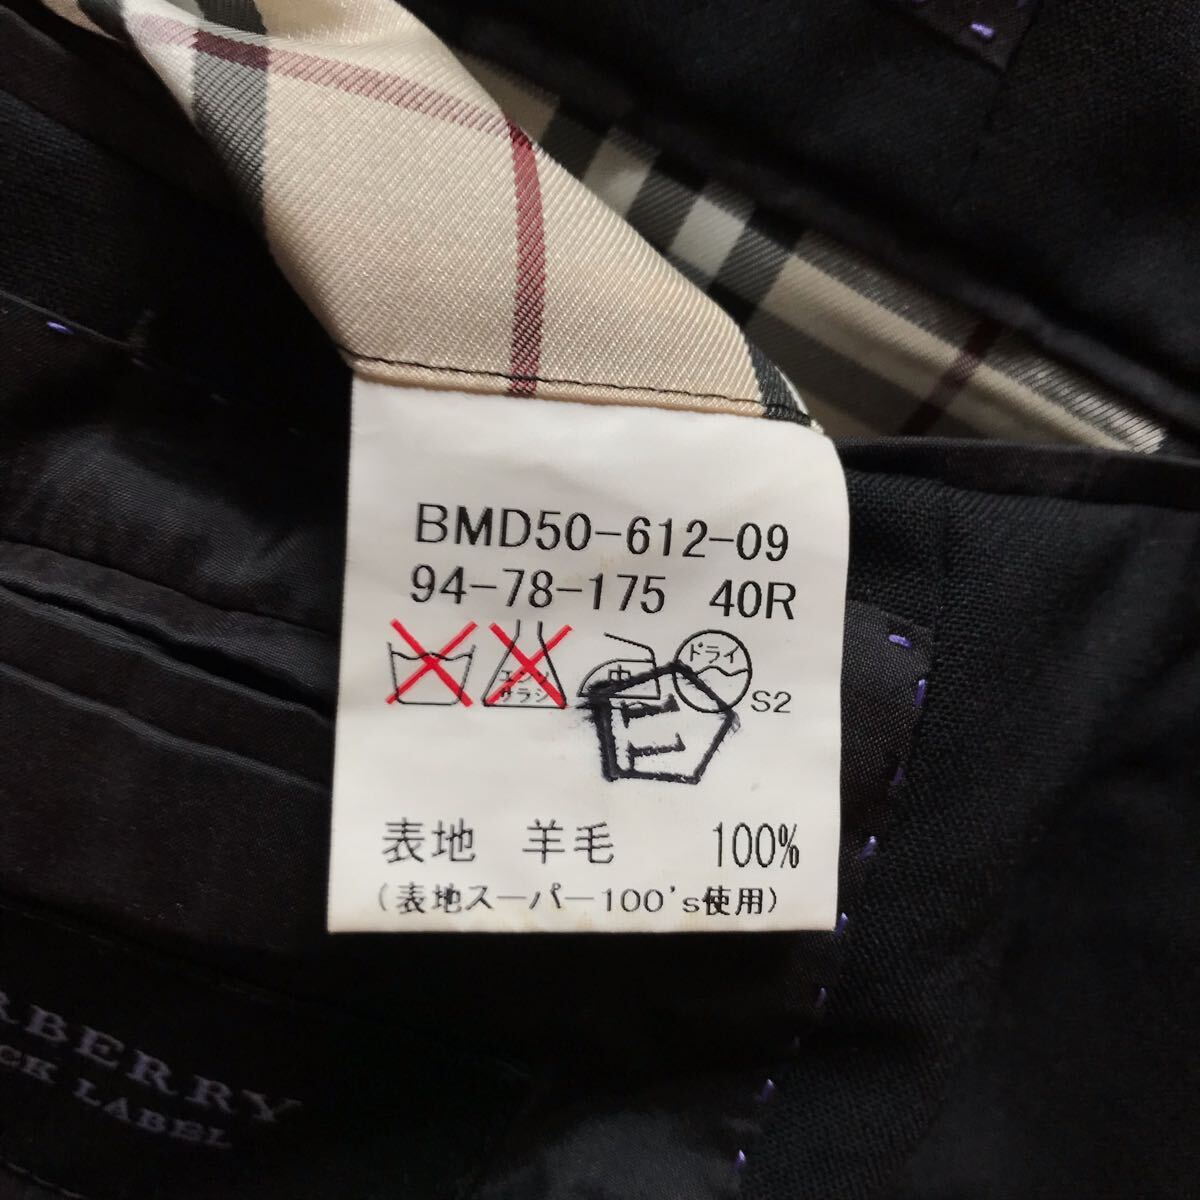 BMD50-612-09
94-78-175 40R
エンソ
サラシ
中
ドライ
S2
11
表地 羊毛 100%
(表地スーパー100's使用)
RBERRY
CK LABEL